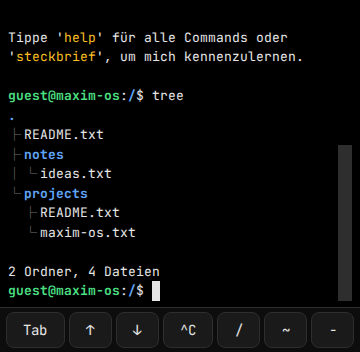 Tippe 'help' für alle Commands oder
'steckbrief', um mich kennenzulernen.
guest@maxim-os:/$ tree
.
├─README.txt
├─notes
│ └─ideas.txt
└─projects
  ├─README.txt
  └─maxim-os.txt
2 Ordner, 4 Dateien
guest@maxim-os:/$
Tab ↑ ↓ ^C / ~ -